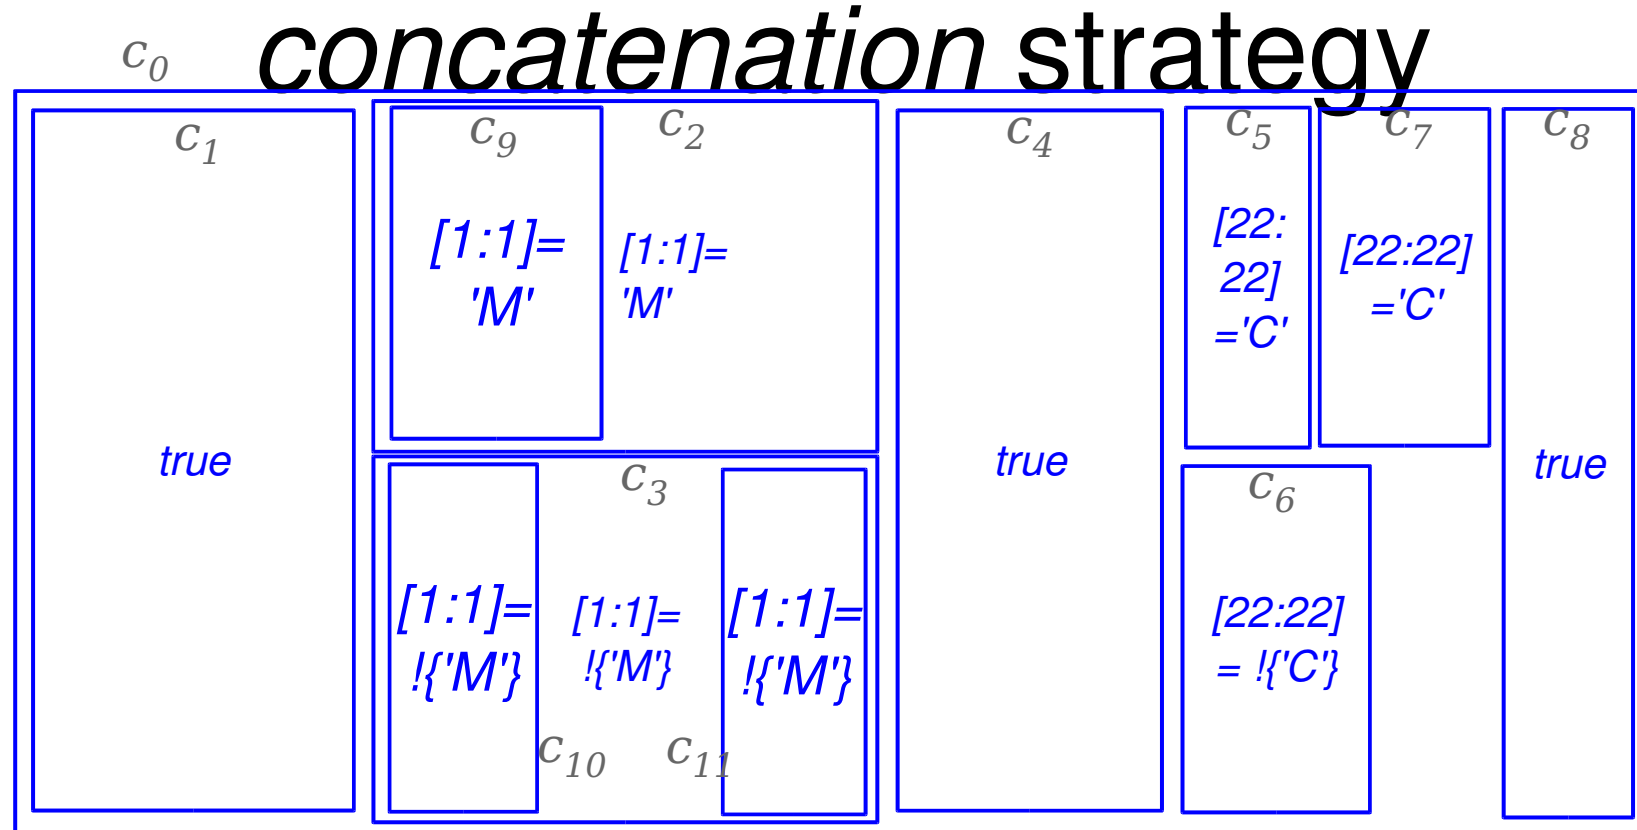 concatenation strategy
c0
c1
true
c9
[1:1]=
'M'
c2
[1:1]=
'M'
c3
[1:1]=
!{'M'}
c10
[1:1]=
!{'M'}
c11
[1:1]=
!{'M'}
c4
true
c5
[22:
22]
='C'
c7
[22:22]
='C'
c6
[22:22]
= !{'C'}
c8
true